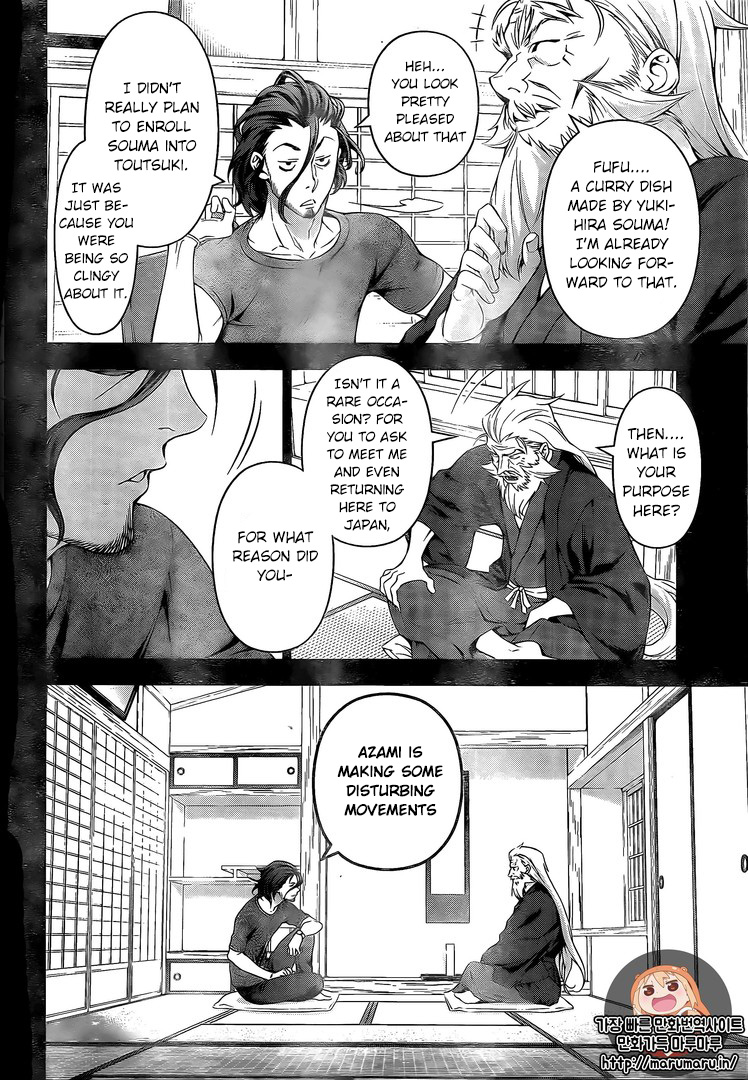 FUFU....
A CURRY DISH
MADE BY YUKI-
HIRA SOUMA!
I'M ALREADY
LOOKING FOR-
WARD TO THAT.
HEH...
YOU LOOK
PRETTY
PLEASED
ABOUT THAT
I DIDN'T
REALLY PLAN
TO ENROLL
SOUMA INTO
TOUTSUKI.
IT WAS
JUST BE-
CAUSE YOU
WERE
BEING SO
CLINGY
ABOUT IT.
THEN....
WHAT IS
YOUR
PURPOSE
HERE?
ISN'T IT A
RARE OCCA-
SION? FOR
YOU TO ASK
TO MEET ME
AND EVEN
RETURNING
HERE TO
JAPAN,
FOR WHAT
REASON DID
YOU-
AZAMI IS
MAKING SOME
DISTURBING
MOVEMENTS
가장 빠른 만화번역사이트
만화가득 마루마루
http://marumaru.in/